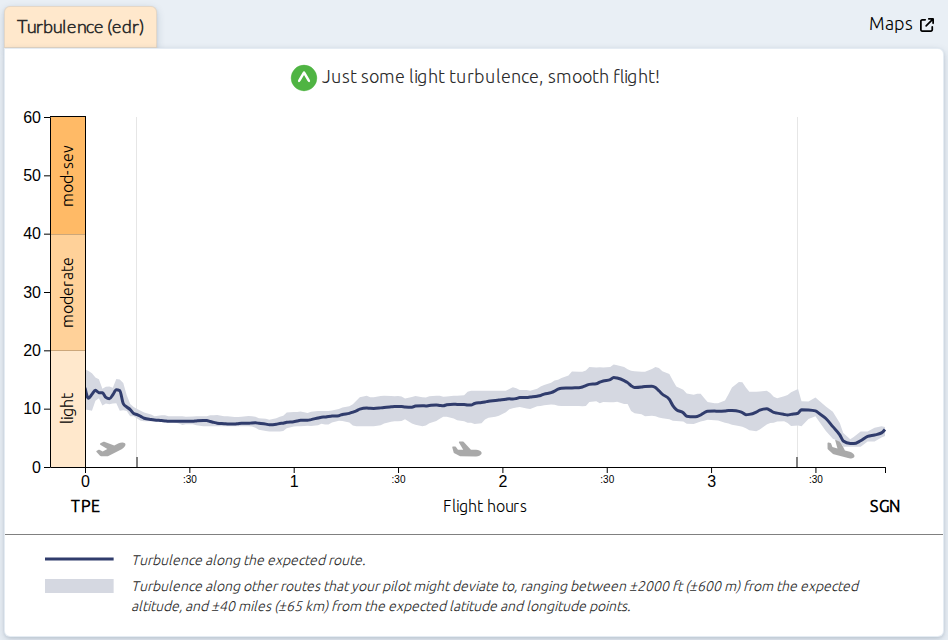 Turbulence (edr)
Maps
Just some light turbulence, smooth flight!
60
50
40
30
20
10
0
mod-sev
moderate
light
0 :30 1 :30 2 :30 3 :30
TPE Flight hours SGN
Turbulence along the expected route.
Turbulence along other routes that your pilot might deviate to, ranging between ±2000 ft (±600 m) from the expected
altitude, and ±40 miles (±65 km) from the expected latitude and longitude points.